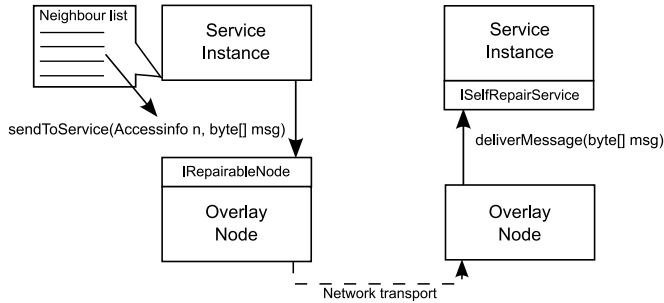 Neighbour list
Service
Instance
Service
Instance
ISelfRepairService
sendToService(Accessinfo n, byte[] msg)
deliverMessage(byte[] msg)
IRepairableNode
Overlay
Node
Overlay
Node
Network transport